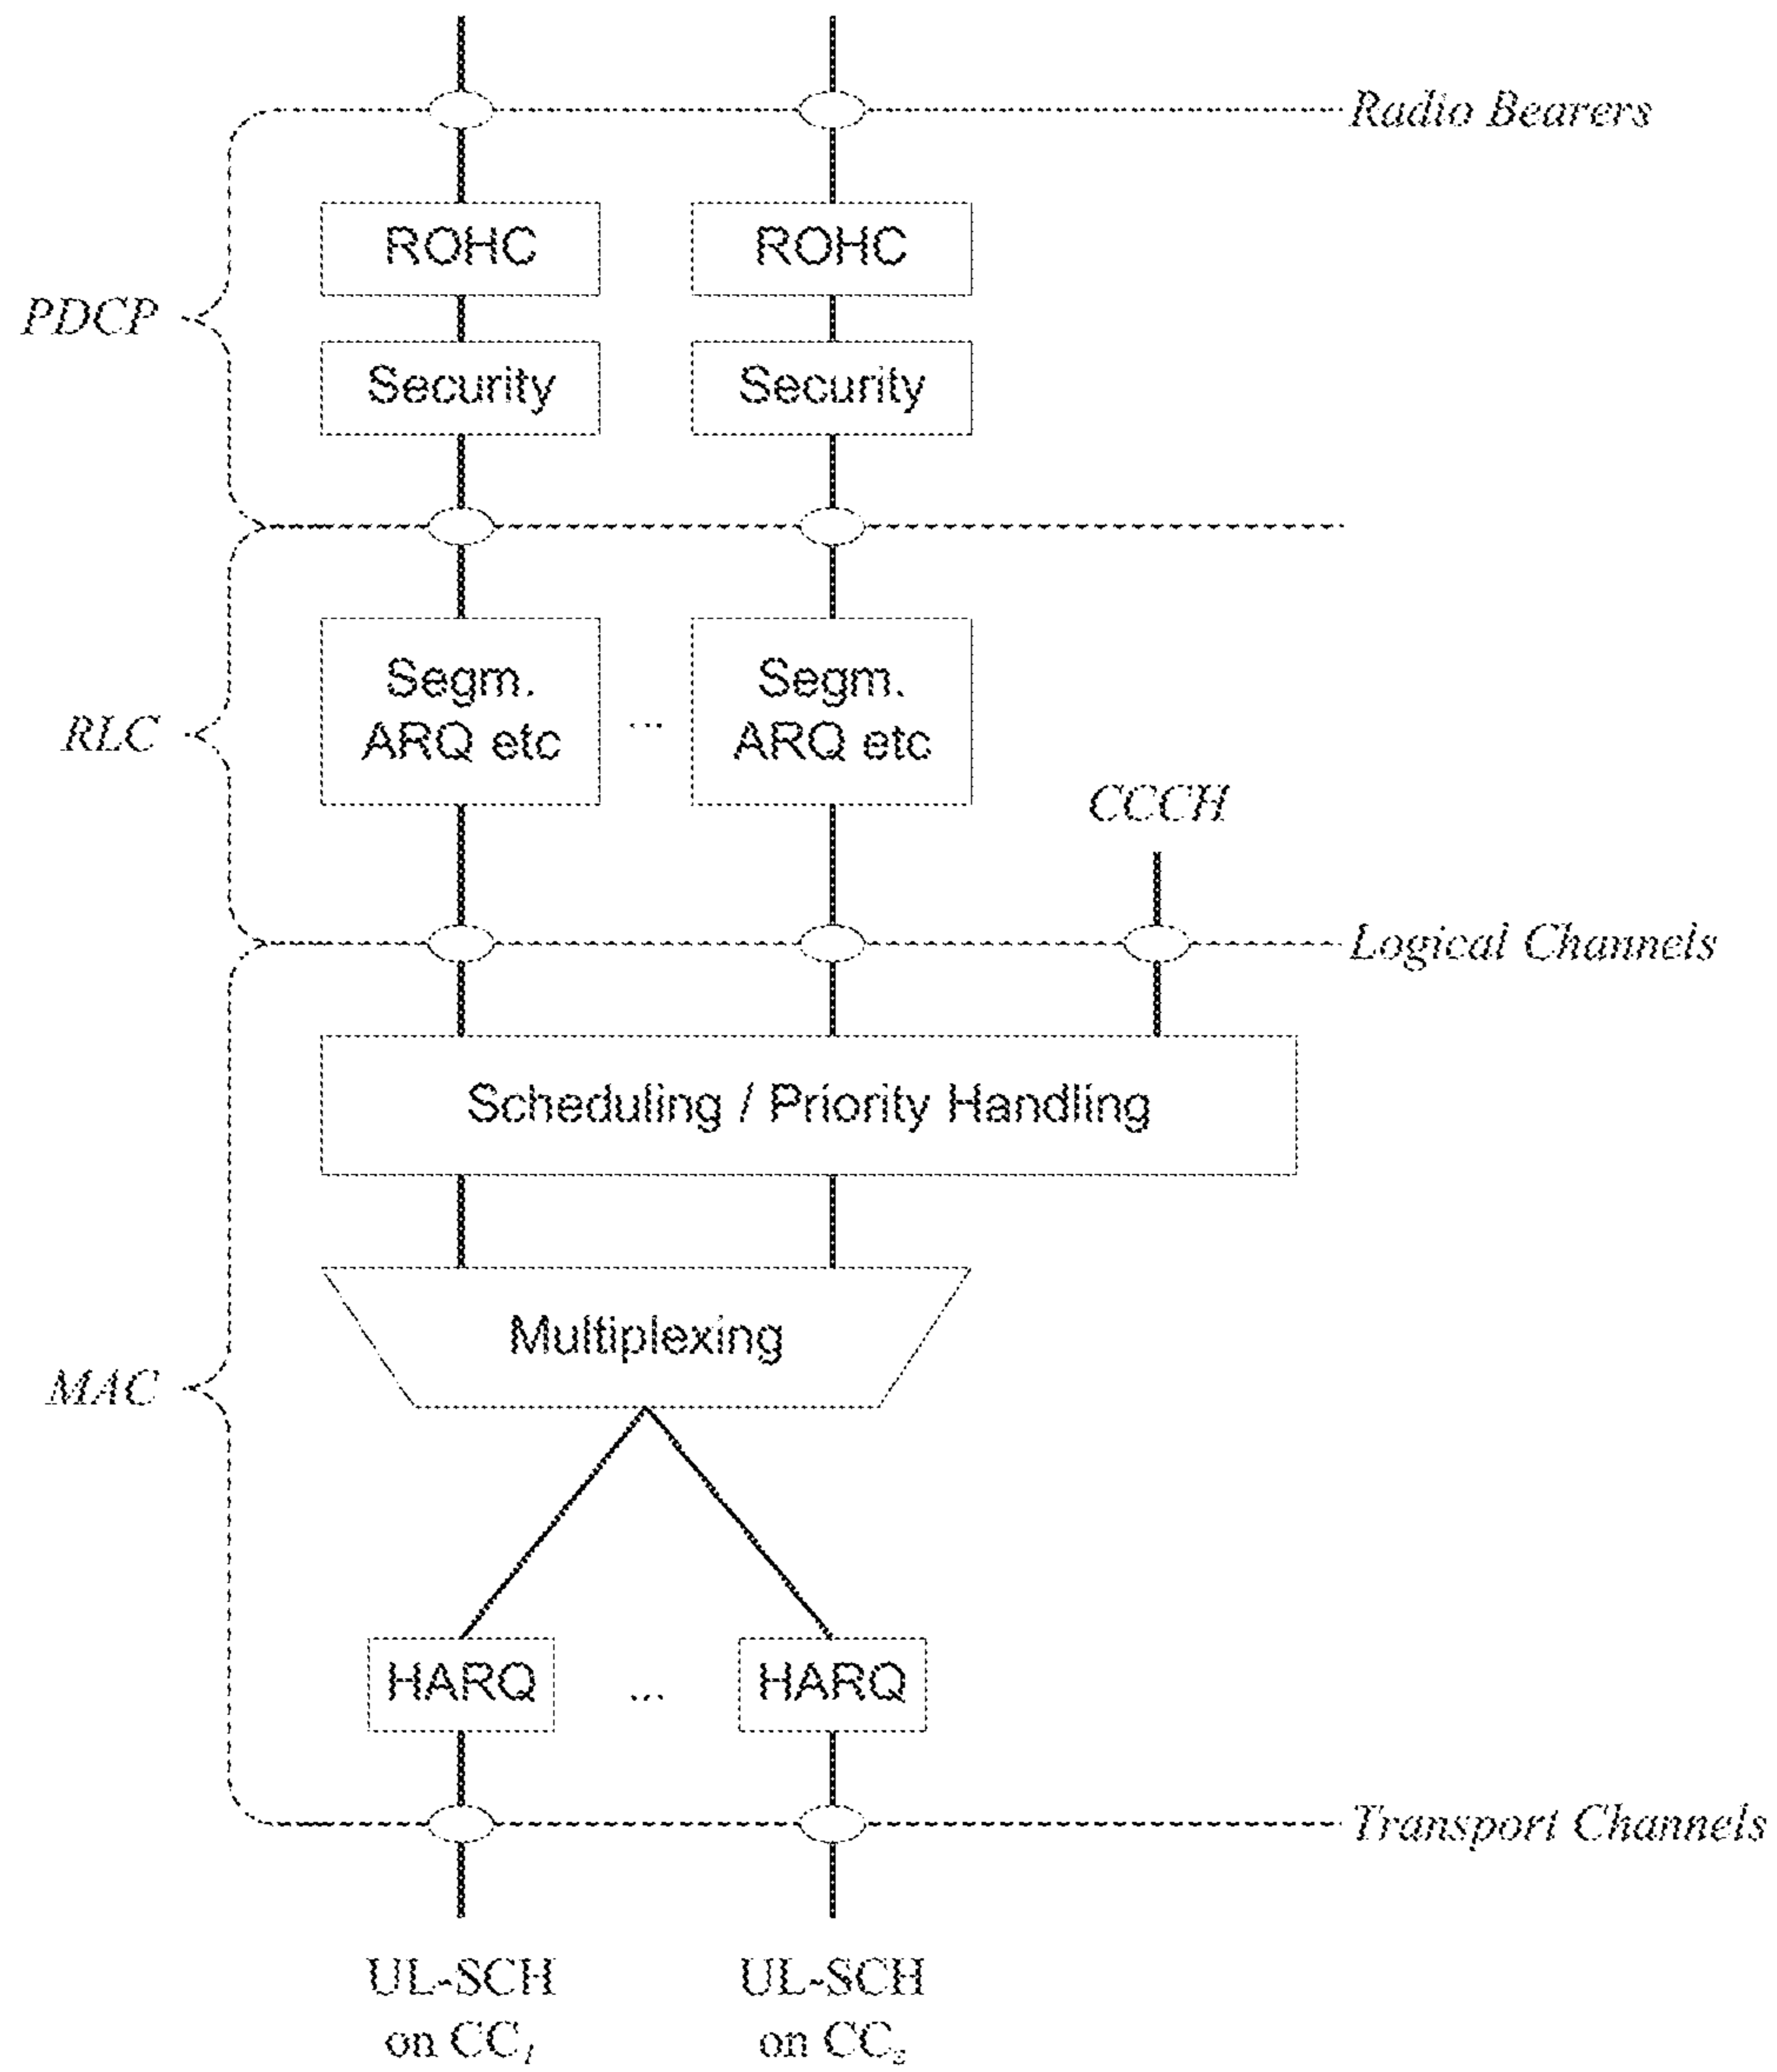 Radio Bearers
ROHC ROHC
PDCP
Security Security
Segm. Segm.
RLC
ARQ etc ... ARQ etc
CCCH
Logical Channels
Scheduling / Priority Handling
Multiplexing
MAC
HARQ ... HARQ
Transport Channels
UL-SCH UL-SCH
on CC₁ on CC₂